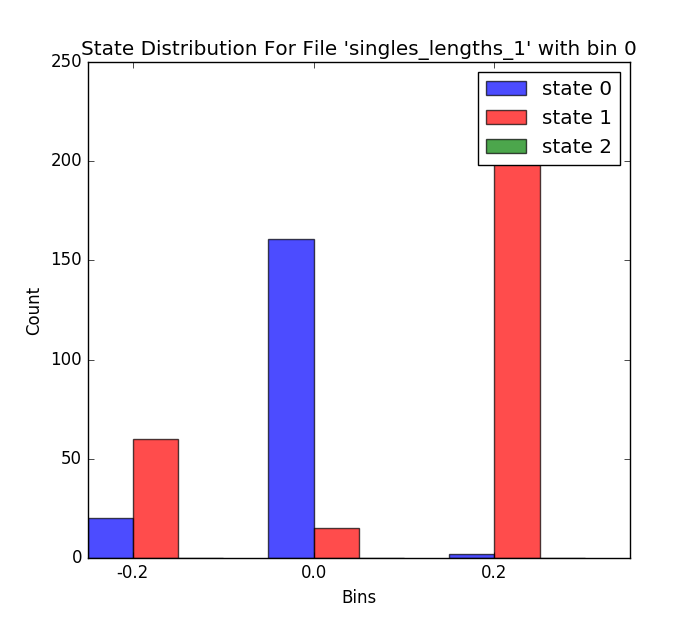 State Distribution For File 'singles_lengths_1' with bin 0
250
200
150
100
50
0
Count
state 0
state 1
state 2
-0.2
0.0
0.2
Bins